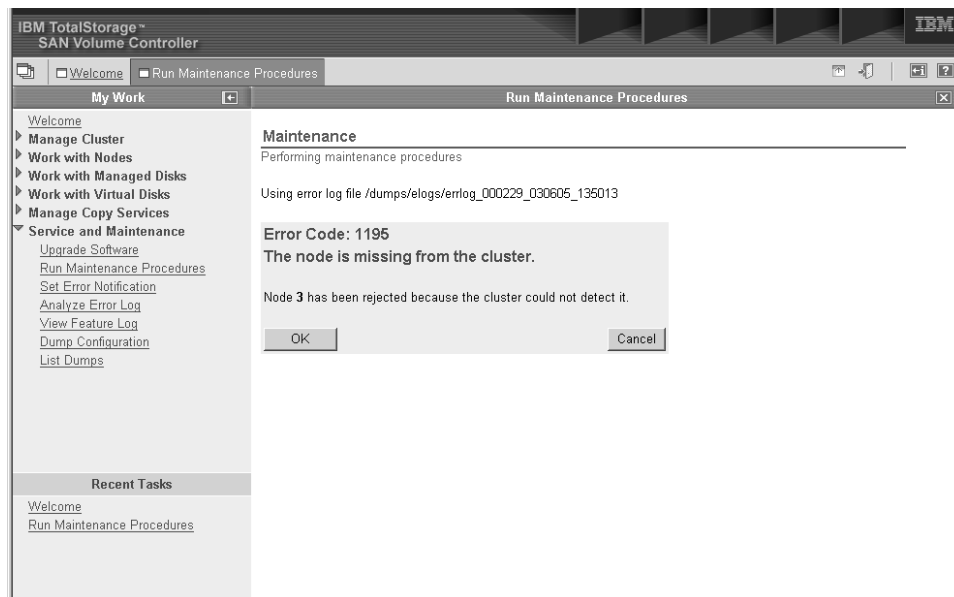 IBM TotalStorage™
SAN Volume Controller
IBM
Welcome
Run Maintenance Procedures
My Work
Run Maintenance Procedures
Welcome
Manage Cluster
Work with Nodes
Work with Managed Disks
Work with Virtual Disks
Manage Copy Services
Service and Maintenance
Upgrade Software
Run Maintenance Procedures
Set Error Notification
Analyze Error Log
View Feature Log
Dump Configuration
List Dumps
Recent Tasks
Welcome
Run Maintenance Procedures
Maintenance
Performing maintenance procedures
Using error log file /dumps/elogs/errlog_000229_030605_135013
Error Code: 1195
The node is missing from the cluster.
Node 3 has been rejected because the cluster could not detect it.
OK
Cancel